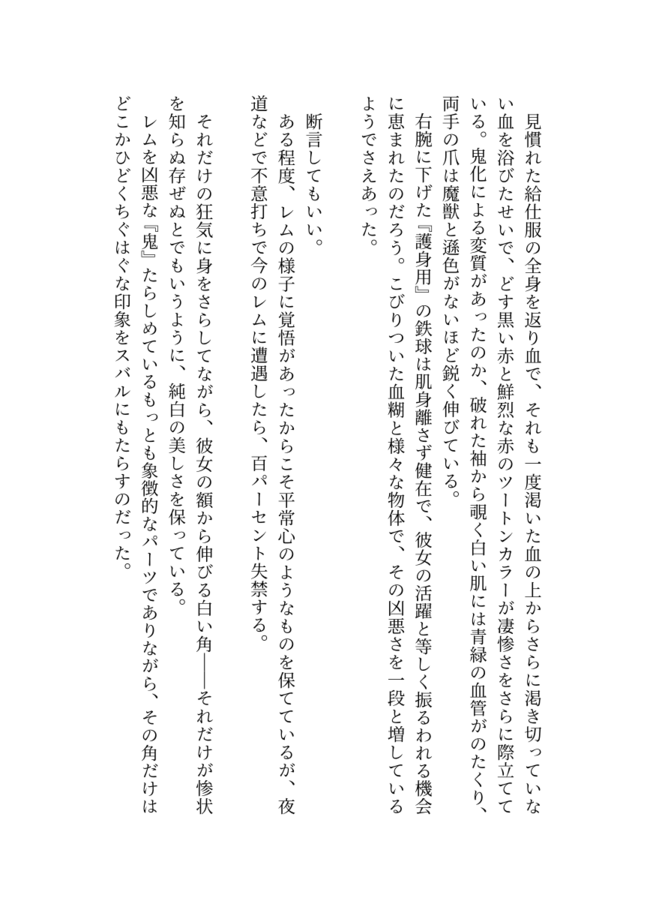 見慣れた給仕服の全身を返り血で、それも一度渇いた血の上からさらに渇き切っていな
い血を浴びたせいで、どす黒い赤と鮮烈な赤のツートンカラーが凄惨さをさらに際立てて
いる。鬼化による変質があったのか、破れた袖から覗く白い肌には青緑の血管がのたくり、
両手の爪は魔獣と遜色がないほど鋭く伸びている。
　右腕に下げた『護身用』の鉄球は肌身離さず健在で、彼女の活躍と等しく振るわれる機会
に恵まれたのだろう。こびりついた血糊と様々な物体で、その凶悪さを一段と増している
ようでさえあった。
　断言してもいい。
　ある程度、レムの様子に覚悟があったからこそ平常心のようなものを保てているが、夜
道などで不意打ちで今のレムに遭遇したら、百パーセント失禁する。
　それだけの狂気に身をさらしてながら、彼女の額から伸びる白い角――それだけが惨状
を知らぬ存ぜぬとでもいうように、純白の美しさを保っている。
　レムを凶悪な『鬼』たらしめているもっとも象徴的なパーツでありながら、その角だけは
どこかひどくちぐはぐな印象をスバルにもたらすのだった。